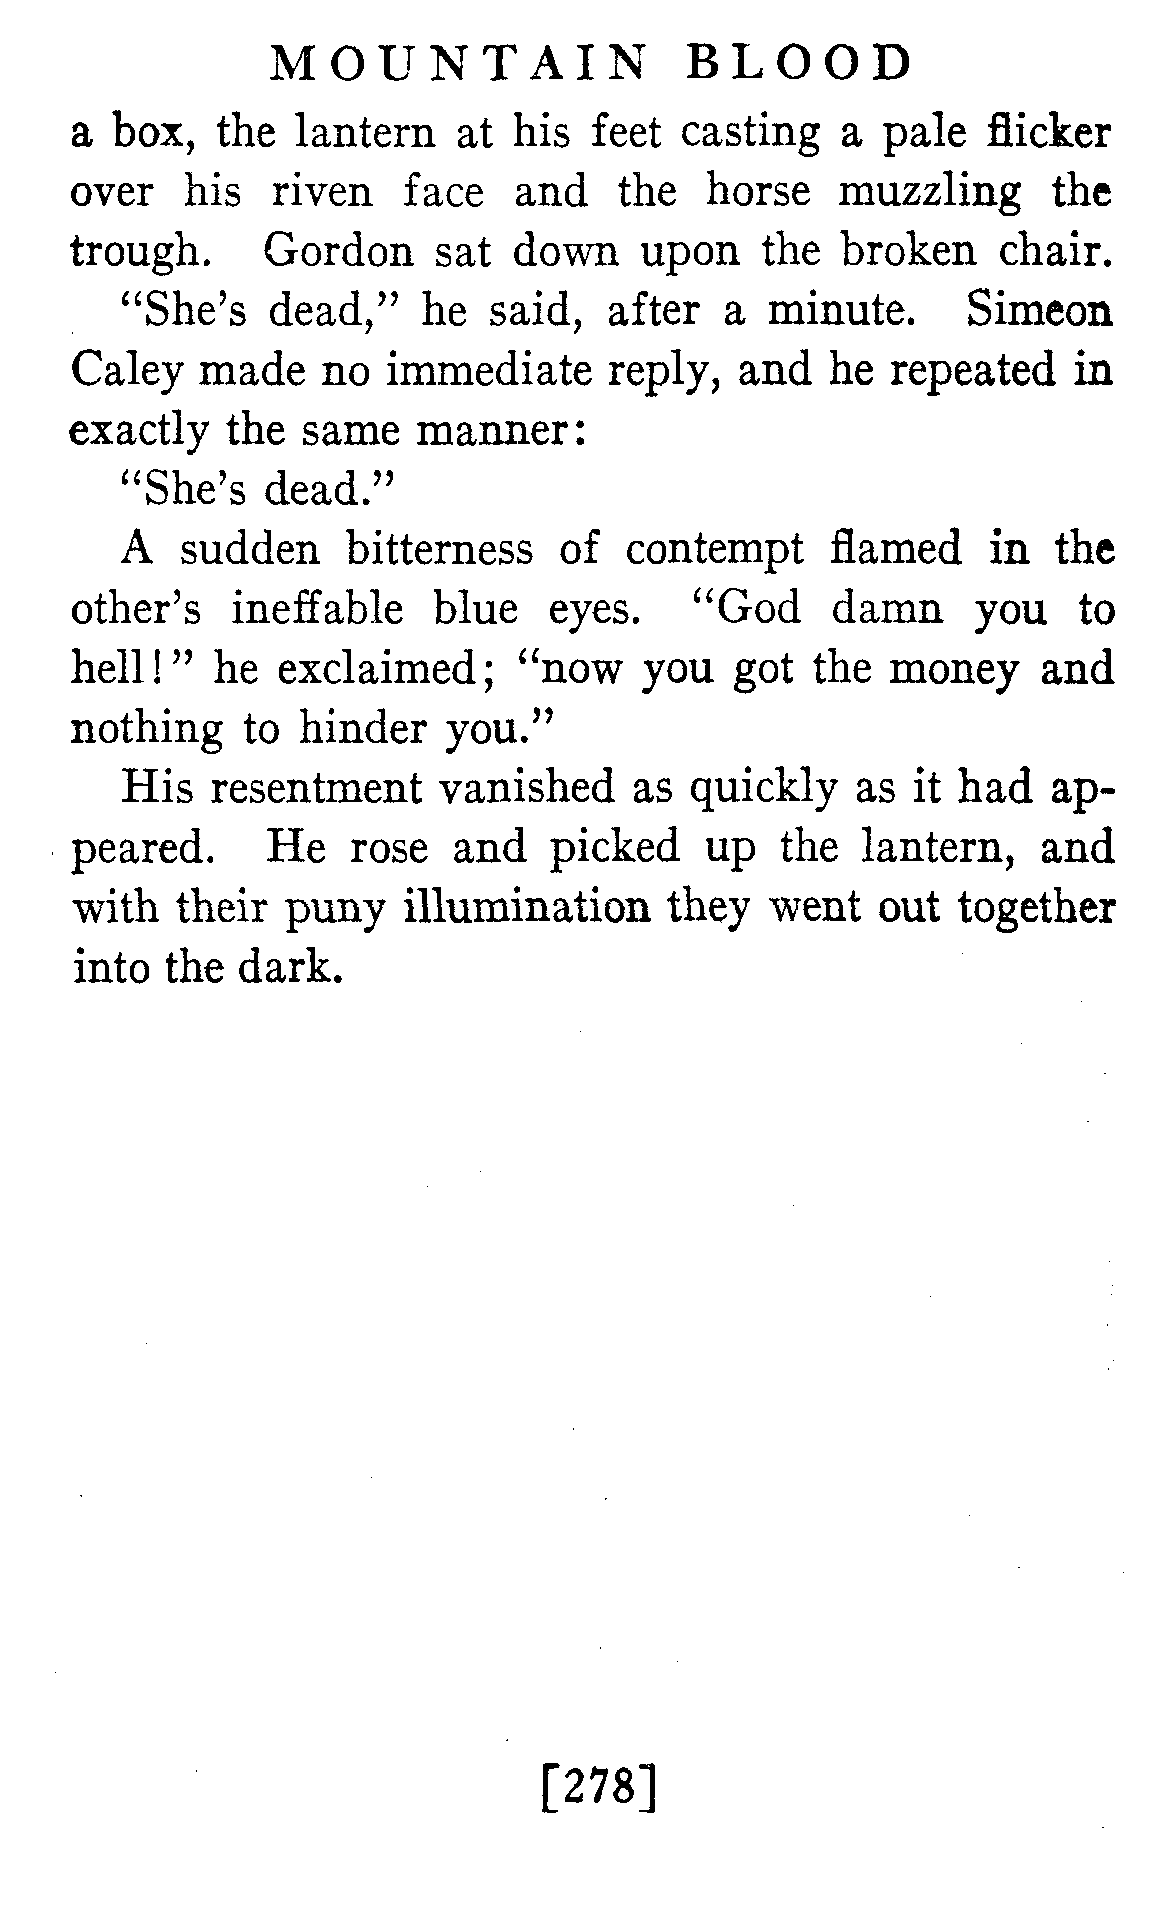 MOUNTAIN BLOOD
a box, the lantern at his feet casting a pale flicker
over his riven face and the horse muzzling the
trough. Gordon sat down upon the broken chair.
“She’s dead,” he said, after a minute. Simeon
Caley made no immediate reply, and he repeated in
exactly the same manner:
“She’s dead.”
A sudden bitterness of contempt flamed in the
other’s ineffable blue eyes. “God damn you to
hell!” he exclaimed; “now you got the money and
nothing to hinder you.”
His resentment vanished as quickly as it had ap-
peared. He rose and picked up the lantern, and
with their puny illumination they went out together
into the dark.
[278]